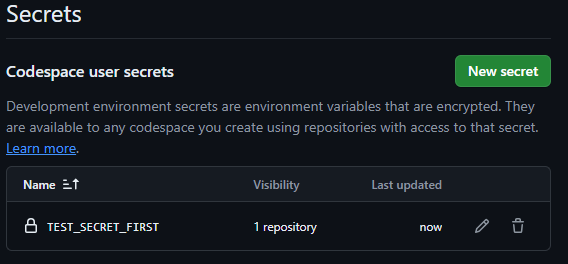 Secrets
Codespace user secrets
New secret
Development environment secrets are environment variables that are encrypted. They
are available to any codespace you create using repositories with access to that secret.
Learn more.
Name Visibility Last updated
TEST_SECRET_FIRST 1 repository now